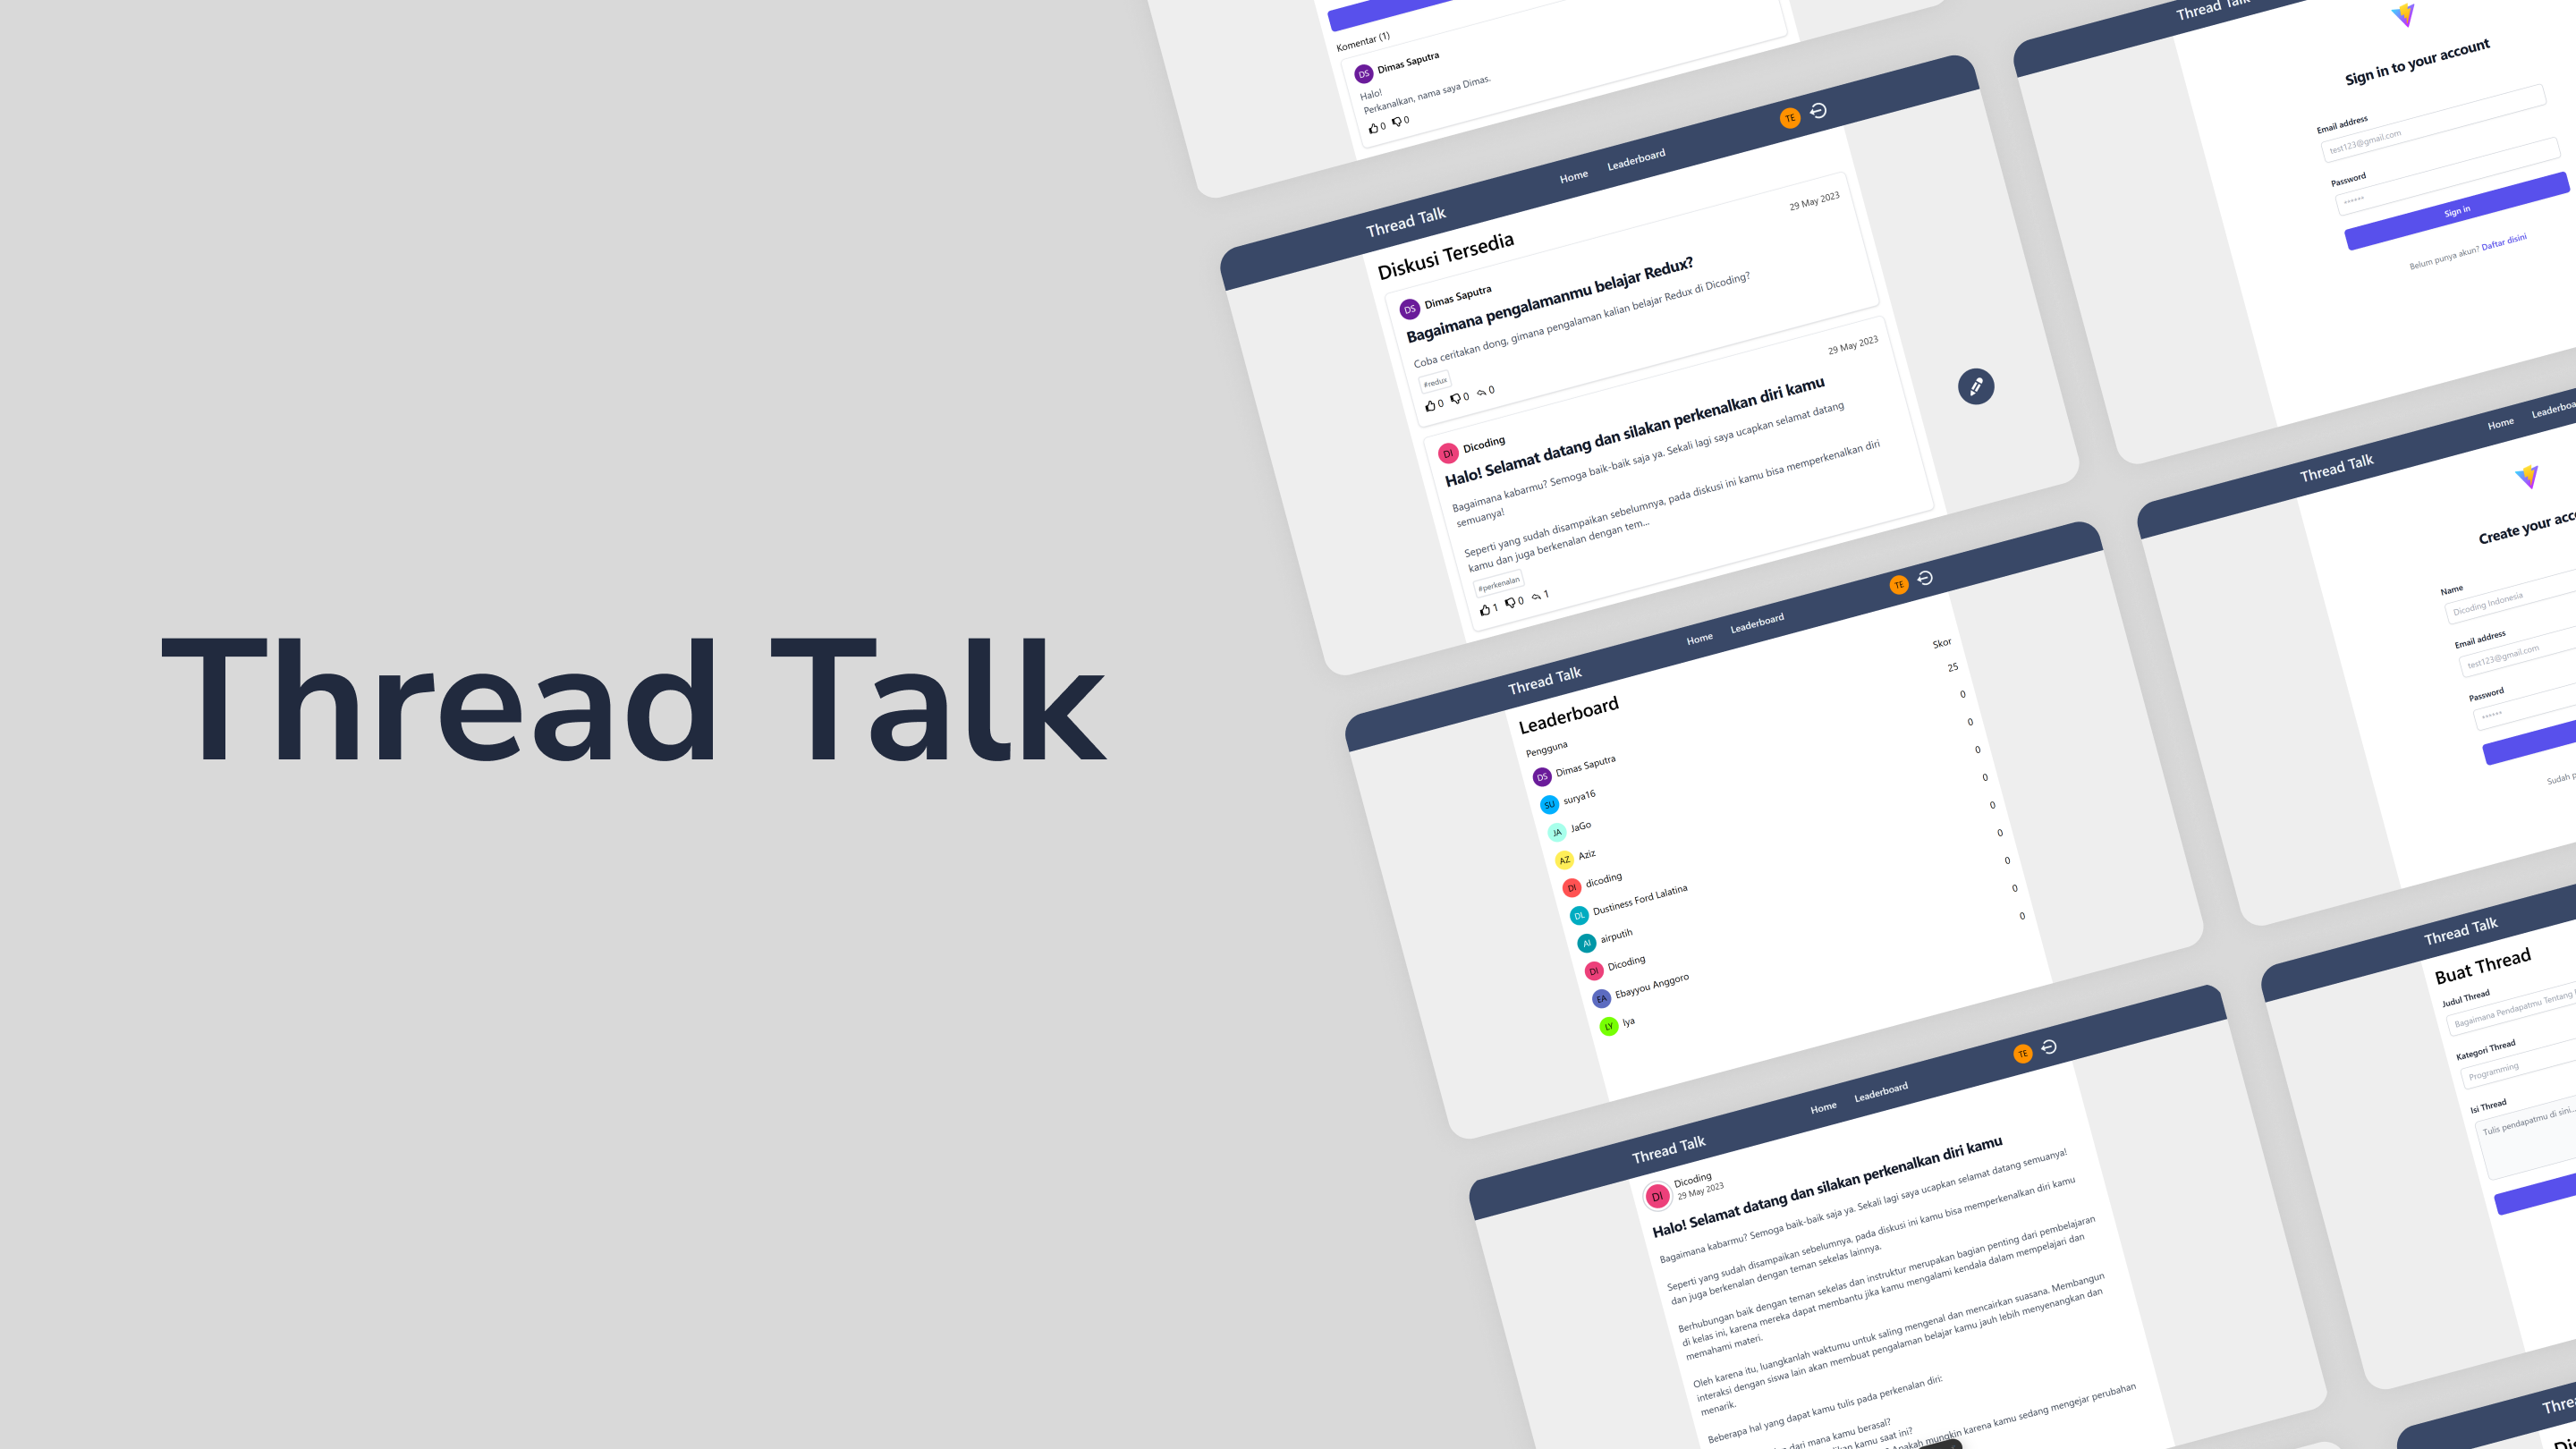 Thread Talk
Komentar (1)
DS Dimas Saputra
Halo!
Perkanalkan, nama saya Dimas.
0 0
Thread Talk Home Leaderboard TE
Diskusi Tersedia
29 May 2023
DS Dimas Saputra
Bagaimana pengalamanmu belajar Redux?
Coba ceritakan dong, gimana pengalaman kalian belajar Redux di Dicoding?
#redux
0 0 0
29 May 2023
DI Dicoding
Halo! Selamat datang dan silakan perkenalkan diri kamu
Bagaimana kabarmu? Semoga baik-baik saja ya. Sekali lagi saya ucapkan selamat datang
semuanya!
Seperti yang sudah disampaikan sebelumnya, pada diskusi ini kamu bisa memperkenalkan diri
kamu dan juga berkenalan dengan tem...
#perkenalan
1 0 1
Thread Talk Home Leaderboard TE
Leaderboard
Pengguna Skor
DS Dimas Saputra 25
SU surya16 0
JA JaGo 0
AZ Aziz 0
DI dicoding 0
DL Dustiness Ford Lalatina 0
AI airputih 0
DI Dicoding 0
EA Ebayyou Anggoro 0
LY lya 0
Thread Talk Home Leaderboard TE
DI Dicoding
29 May 2023
Halo! Selamat datang dan silakan perkenalkan diri kamu
Bagaimana kabarmu? Semoga baik-baik saja ya. Sekali lagi saya ucapkan selamat datang semuanya!
Seperti yang sudah disampaikan sebelumnya, pada diskusi ini kamu bisa memperkenalkan diri kamu
dan juga berkenalan dengan teman sekelas lainnya.
Berhubungan baik dengan teman sekelas dan instruktur merupakan bagian penting dari pembelajaran
di kelas ini, karena mereka dapat membantu jika kamu mengalami kendala dalam mempelajari dan
memahami materi.
Oleh karena itu, luangkanlah waktumu untuk saling mengenal dan mencairkan suasana. Membangun
interaksi dengan siswa lain akan membuat pengalaman belajar kamu jauh lebih menyenangkan dan
menarik.
Beberapa hal yang dapat kamu tulis pada perkenalan diri:
dari mana kamu berasal?
kamu saat ini?
Apakah mungkin karena kamu sedang mengejar perubahan
Thread Talk
Sign in to your account
Email address
test123@gmail.com
Password
******
Sign in
Belum punya akun? Daftar disini
Thread Talk Home
Create your
Name
Dicoding Indonesia
Email address
test123@gmail.com
Password
******
Sudah
Thread Talk
Buat Thread
Judul Thread
Bagaimana Pendapatmu Tentang
Kategori Thread
Programming
Isi Thread
Tulis pendapatmu di sini...